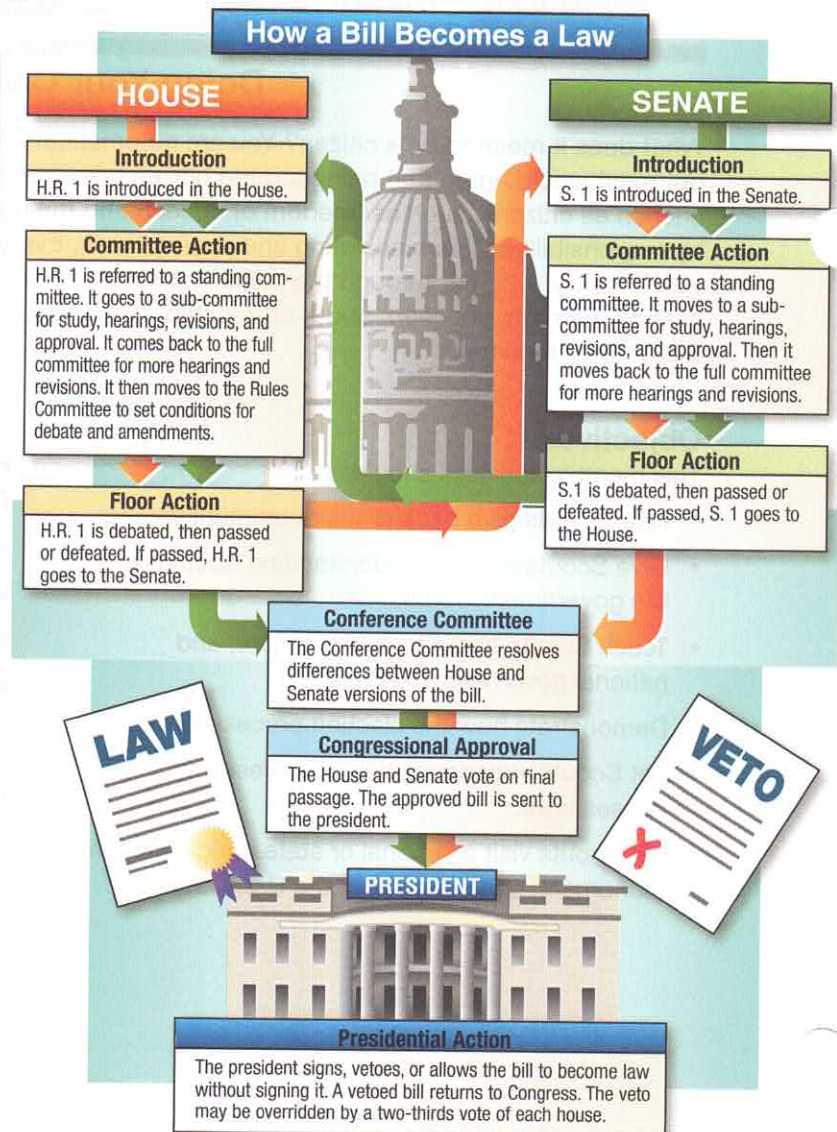 How a Bill Becomes a Law
HOUSE
Introduction
H.R. 1 is introduced in the House.
Committee Action
H.R. 1 is referred to a standing com-
mittee. It goes to a sub-committee
for study, hearings, revisions, and
approval. It comes back to the full
committee for more hearings and
revisions. It then moves to the Rules
Committee to set conditions for
debate and amendments.
Floor Action
H.R. 1 is debated, then passed
or defeated. If passed, H.R. 1
goes to the Senate.
SENATE
Introduction
S. 1 is introduced in the Senate.
Committee Action
S. 1 is referred to a standing
committee. It moves to a sub-
committee for study, hearings,
revisions, and approval. Then it
moves back to the full committee
for more hearings and revisions.
Floor Action
S.1 is debated, then passed or
defeated. If passed, S. 1 goes to
the House.
Conference Committee
The Conference Committee resolves
differences between House and
Senate versions of the bill.
Congressional Approval
The House and Senate vote on final
passage. The approved bill is sent to
the president.
LAW
VETO
PRESIDENT
Presidential Action
The president signs, vetoes, or allows the bill to become law
without signing it. A vetoed bill returns to Congress. The veto
may be overridden by a two-thirds vote of each house.